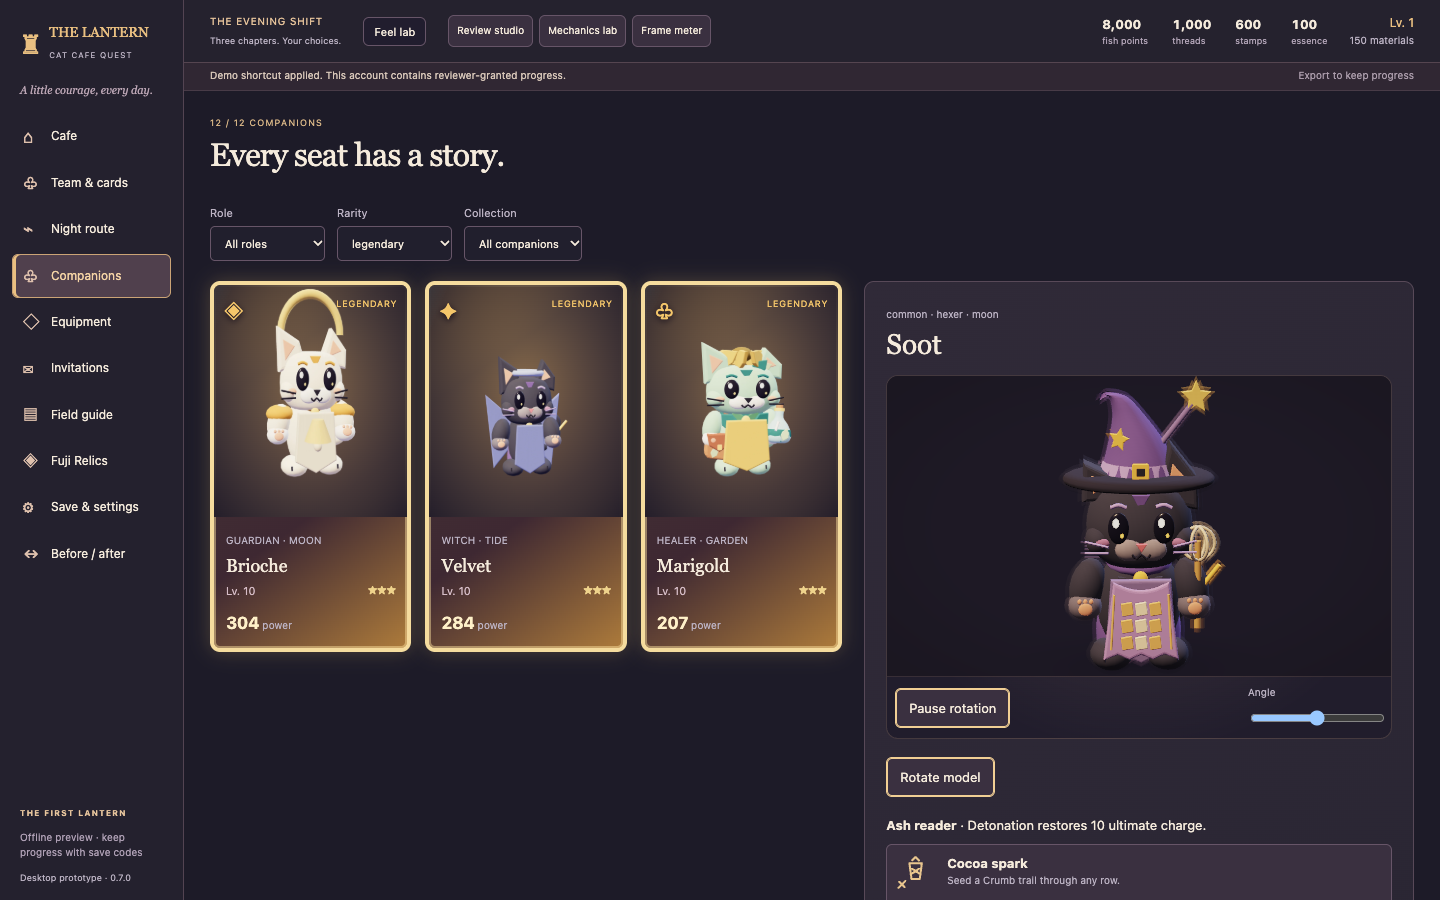 THE LANTERN
CAT CAFE QUEST
A little courage, every day.
Cafe
Team & cards
Night route
Companions
Equipment
Invitations
Field guide
Fuji Relics
Save & settings
Before / after
THE FIRST LANTERN
Offline preview · keep
progress with save codes
Desktop prototype · 0.7.0
THE EVENING SHIFT
Three chapters. Your choices.
Feel lab
Review studio
Mechanics lab
Frame meter
8,000
fish points
1,000
threads
600
stamps
100
essence
Lv. 1
150 materials
Demo shortcut applied. This account contains reviewer-granted progress.
Export to keep progress
12 / 12 COMPANIONS
Every seat has a story.
Role
All roles
Rarity
legendary
Collection
All companions
LEGENDARY
GUARDIAN · MOON
Brioche
Lv. 10
304 power
LEGENDARY
WITCH · TIDE
Velvet
Lv. 10
284 power
LEGENDARY
HEALER · GARDEN
Marigold
Lv. 10
207 power
common · hexer · moon
Soot
Pause rotation
Angle
Rotate model
Ash reader · Detonation restores 10 ultimate charge.
Cocoa spark
Seed a Crumb trail through any row.